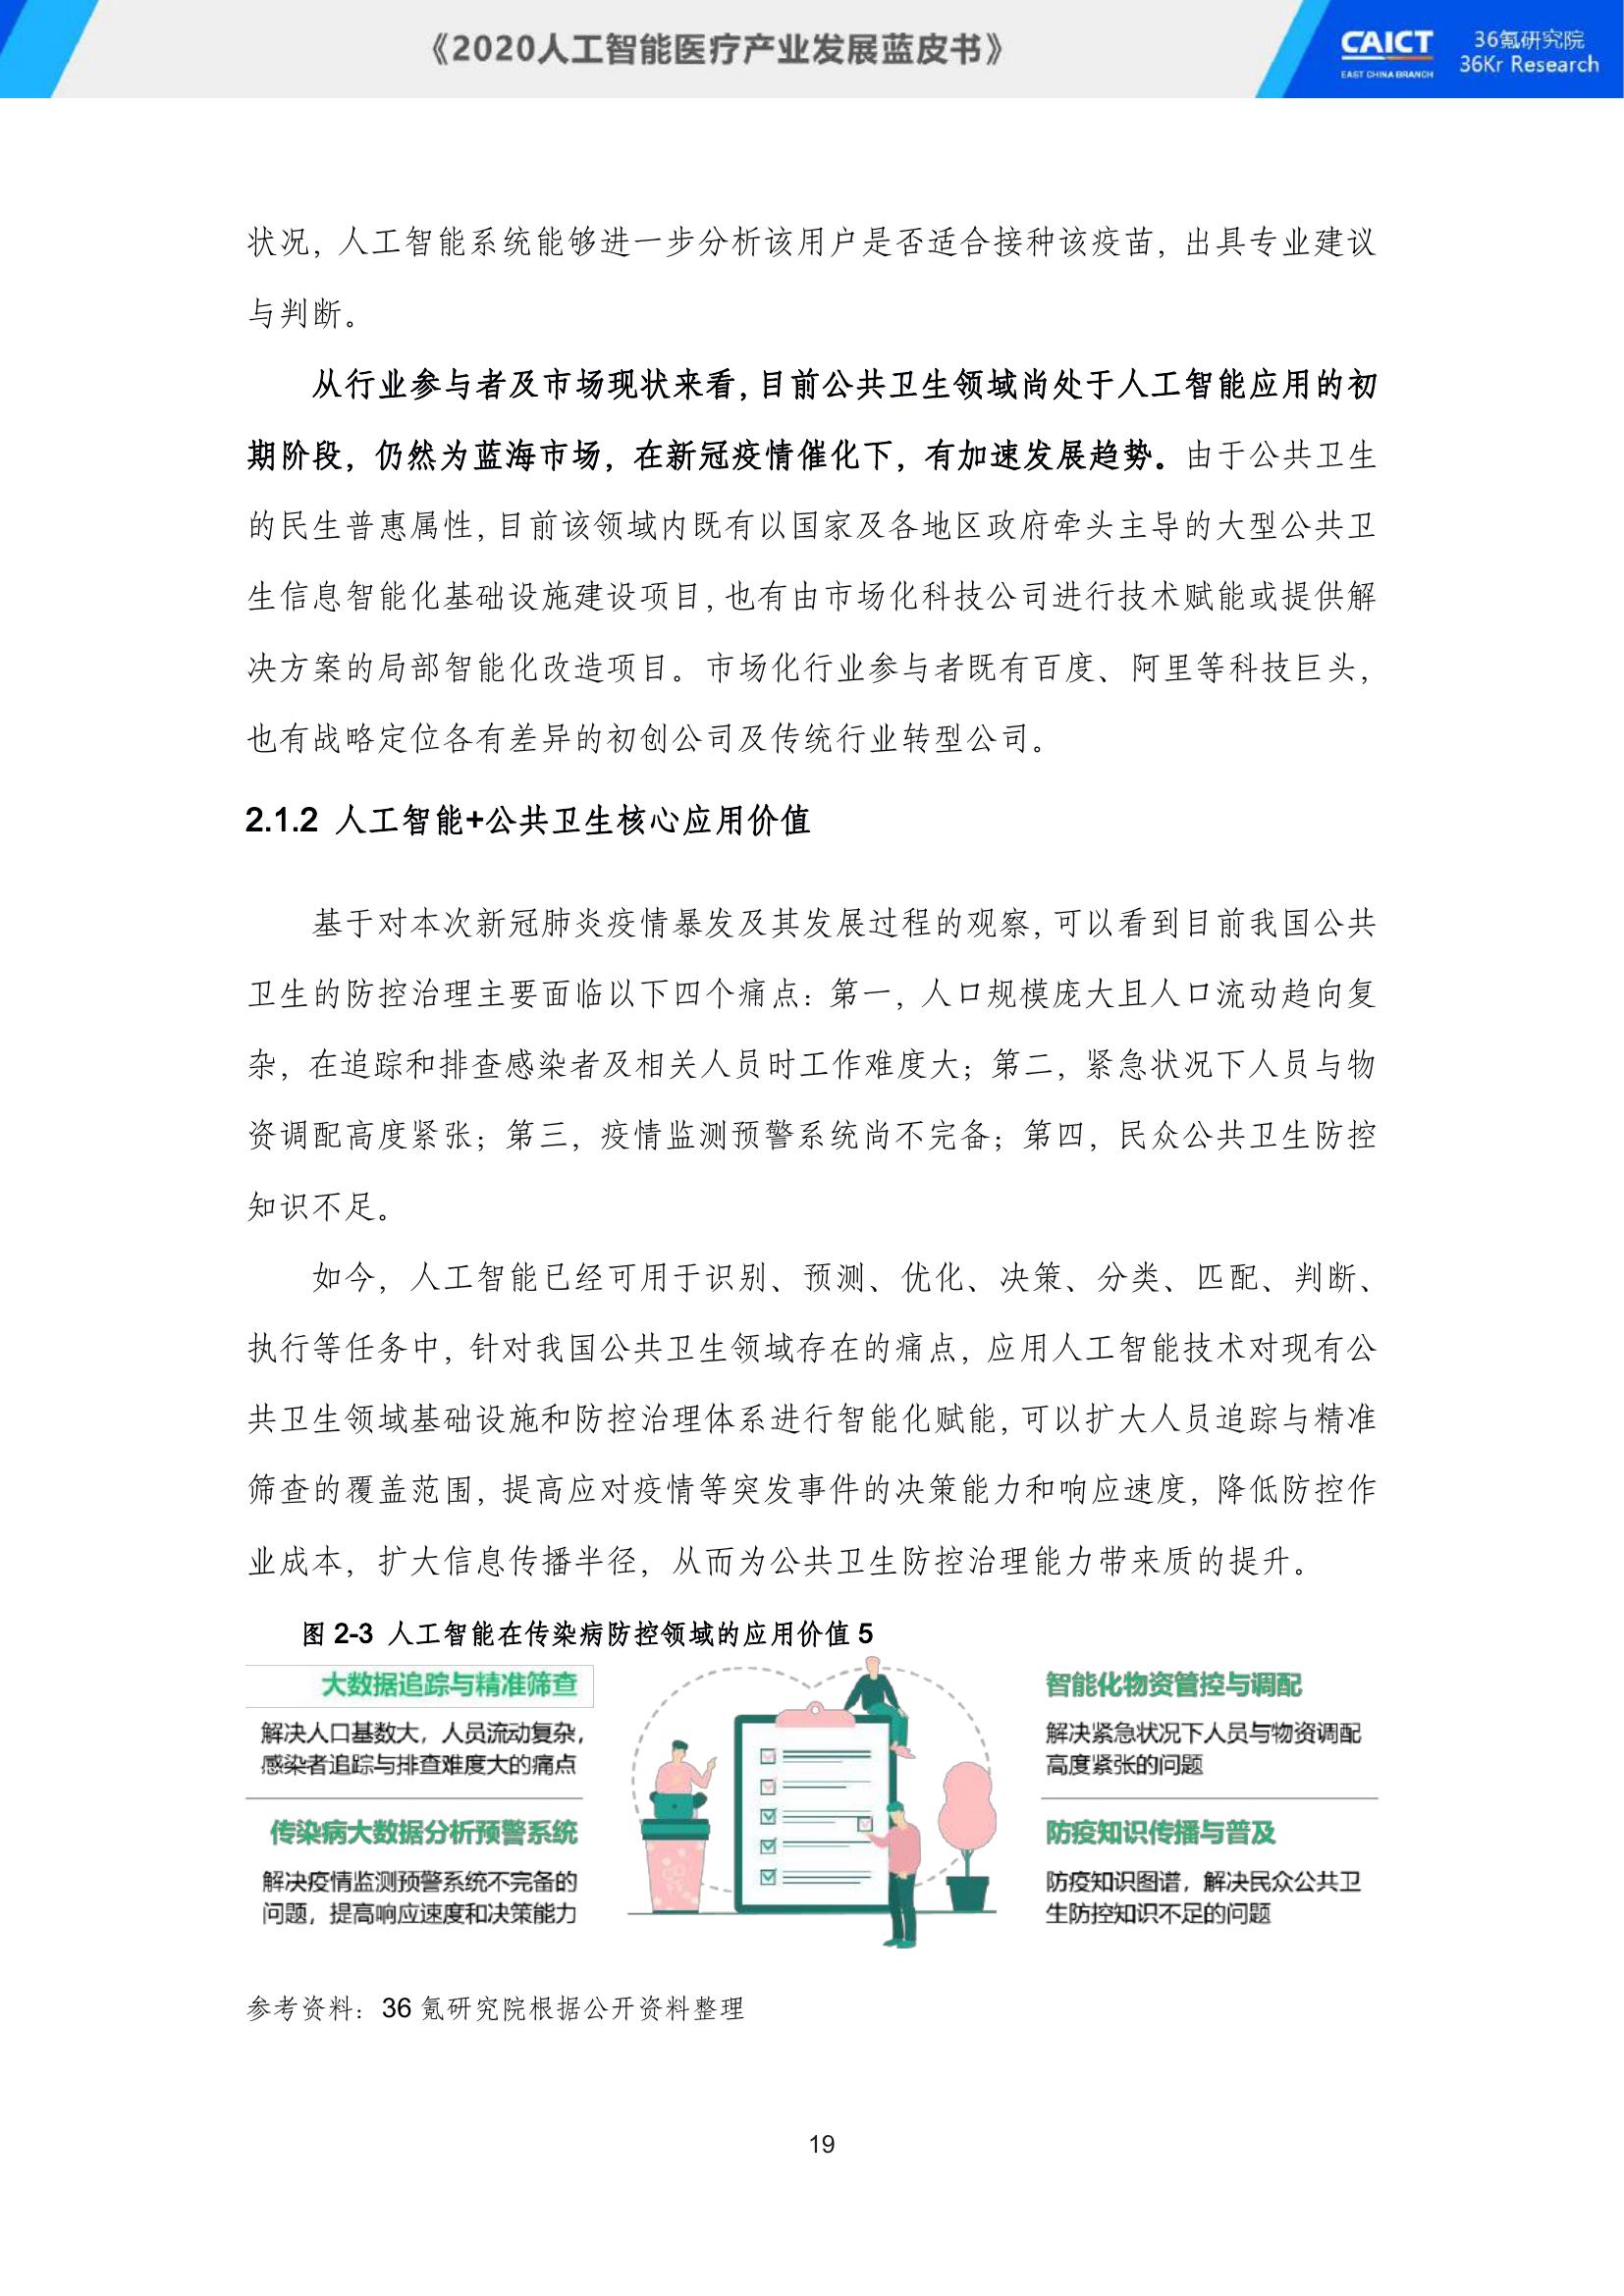 《2020人工智能医疗产业发展蓝皮书》
CAICT
EAST CHINA BRANCH
36氪研究院
36Kr Research
状况，人工智能系统能够进一步分析该用户是否适合接种该疫苗，出具专业建议
与判断。
从行业参与者及市场现状来看，目前公共卫生领域尚处于人工智能应用的初
期阶段，仍然为蓝海市场，在新冠疫情催化下，有加速发展趋势。由于公共卫生
的民生普惠属性，目前该领域内既有以国家及各地区政府牵头主导的大型公共卫
生信息智能化基础设施建设项目，也有由市场化科技公司进行技术赋能或提供解
决方案的局部智能化改造项目。市场化行业参与者既有百度、阿里等科技巨头，
也有战略定位各有差异的初创公司及传统行业转型公司。
2.1.2 人工智能+公共卫生核心应用价值
基于对本次新冠肺炎疫情暴发及其发展过程的观察，可以看到目前我国公共
卫生的防控治理主要面临以下四个痛点：第一，人口规模庞大且人口流动趋向复
杂，在追踪和排查感染者及相关人员时工作难度大；第二，紧急状况下人员与物
资调配高度紧张；第三，疫情监测预警系统尚不完备；第四，民众公共卫生防控
知识不足。
如今，人工智能已经可用于识别、预测、优化、决策、分类、匹配、判断、
执行等任务中，针对我国公共卫生领域存在的痛点，应用人工智能技术对现有公
共卫生领域基础设施和防控治理体系进行智能化赋能，可以扩大人员追踪与精准
筛查的覆盖范围，提高应对疫情等突发事件的决策能力和响应速度，降低防控作
业成本，扩大信息传播半径，从而为公共卫生防控治理能力带来质的提升。
图 2-3 人工智能在传染病防控领域的应用价值 5
大数据追踪与精准筛查
解决人口基数大，人员流动复杂，
感染者追踪与排查难度大的痛点
传染病大数据分析预警系统
解决疫情监测预警系统不完备的
问题，提高响应速度和决策能力
智能化物资管控与调配
解决紧急状况下人员与物资调配
高度紧张的问题
防疫知识传播与普及
防疫知识图谱，解决民众公共卫
生防控知识不足的问题
参考资料：36 氪研究院根据公开资料整理
19